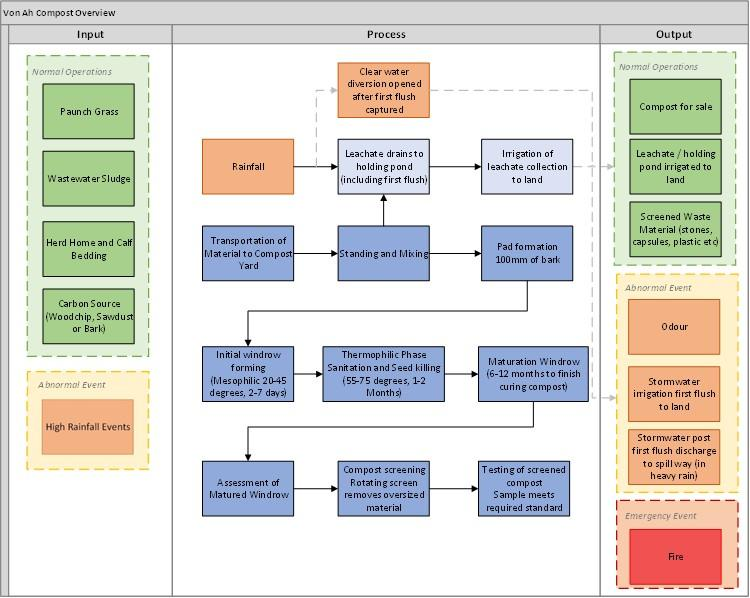 Von Ah Compost Overview
Input
Process
Output
Normal Operations
Paunch Grass
Wastewater Sludge
Herd Home and Calf
Bedding
Carbon Source
(Woodchip, Sawdust
or Bark)
Abnormal Event
High Rainfall Events
Clear water
diversion opened
after first flush
captured
Rainfall
Leachate drains to
holding pond
(including first flush)
Irrigation of
leachate collection
to land
Transportation of
Material to Compost
Yard
Standing and Mixing
Pad formation
100mm of bark
Initial windrow
forming
(Mesophilic 20-45
degrees, 2-7 days)
Thermophilic Phase
Sanitation and Seed killing
(55-75 degrees, 1-2
Months)
Maturation Windrow
(6-12 months to finish
curing compost)
Assessment of
Matured Windrow
Compost screening
Rotating screen
removes oversized
material
Testing of screened
compost
Sample meets
required standard
Normal Operations
Compost for sale
Leachate / holding
pond irrigated to
land
Screened Waste
Material (stones,
capsules, plastic etc)
Abnormal Event
Odour
Stormwater
irrigation first flush
to land
Stormwater post
first flush discharge
to spill way (in
heavy rain)
Emergency Event
Fire